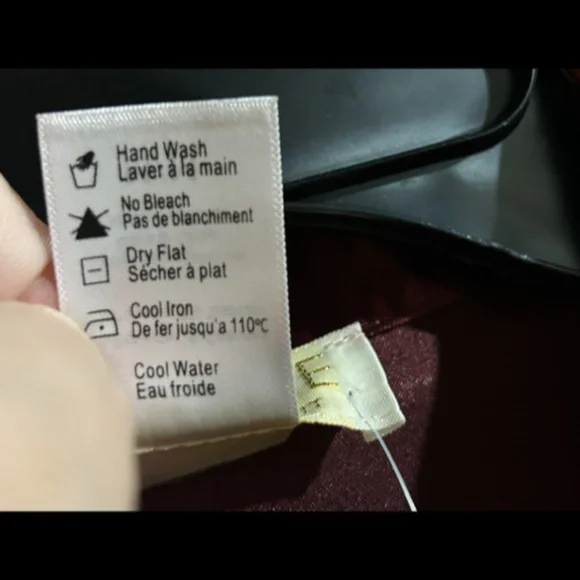 Hand Wash
Laver à la main
No Bleach
Pas de blanchiment
Dry Flat
Sécher à plat
Cool Iron
De fer jusqu'a 110ºC
Cool Water
Eau froide